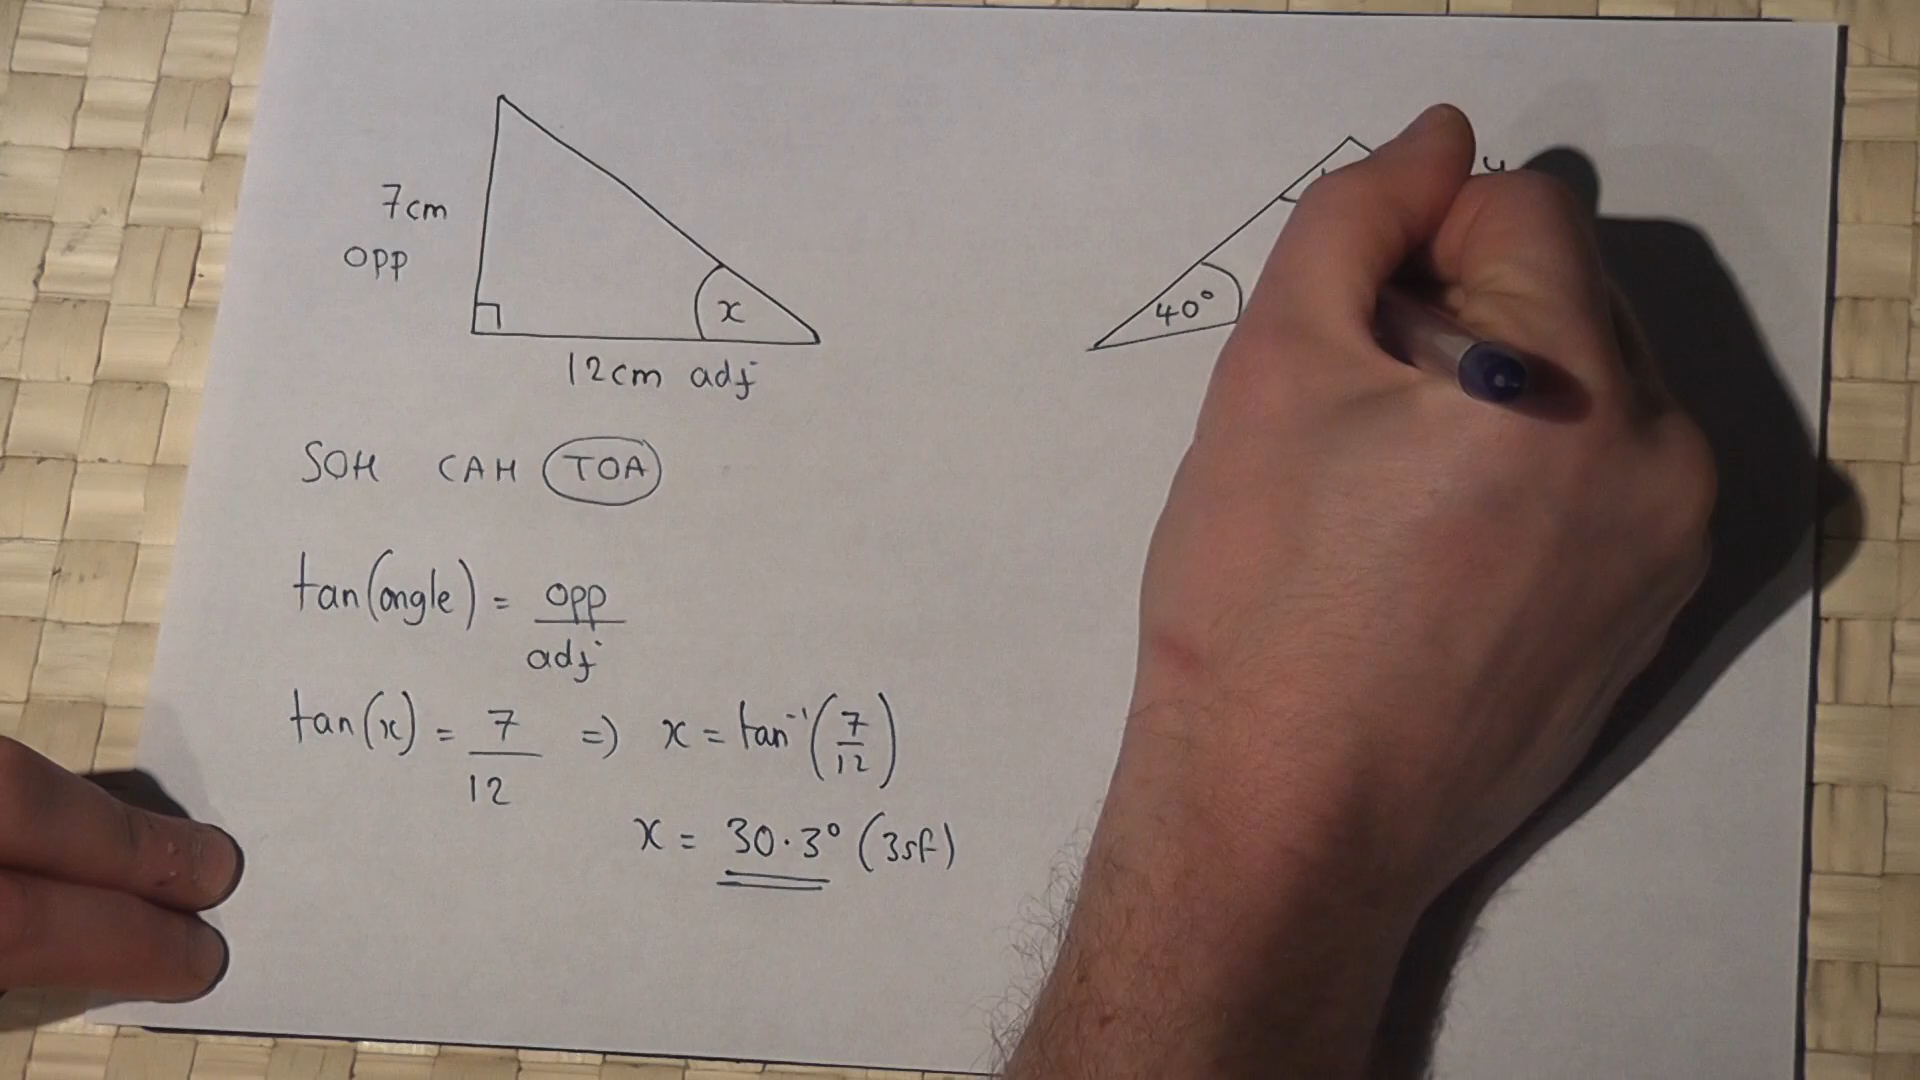 7cm
opp
x
12cm adj
40°
y
SOH CAH TOA
tan(angle) = opp
adj
tan(x) = 7
12
=> x = tan⁻¹(7/12)
x = 30.3° (3sf)